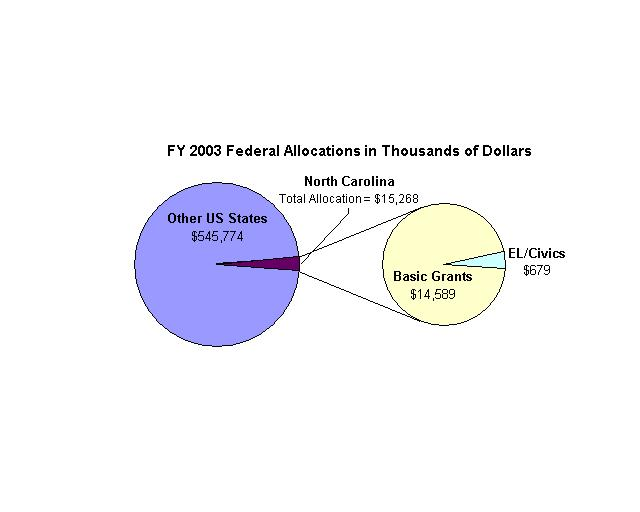 FY 2003 Federal Allocations in Thousands of Dollars
North Carolina
Total Allocation = $15,268
Other US States
$545,774
Basic Grants
$14,589
EL/Civics
$679